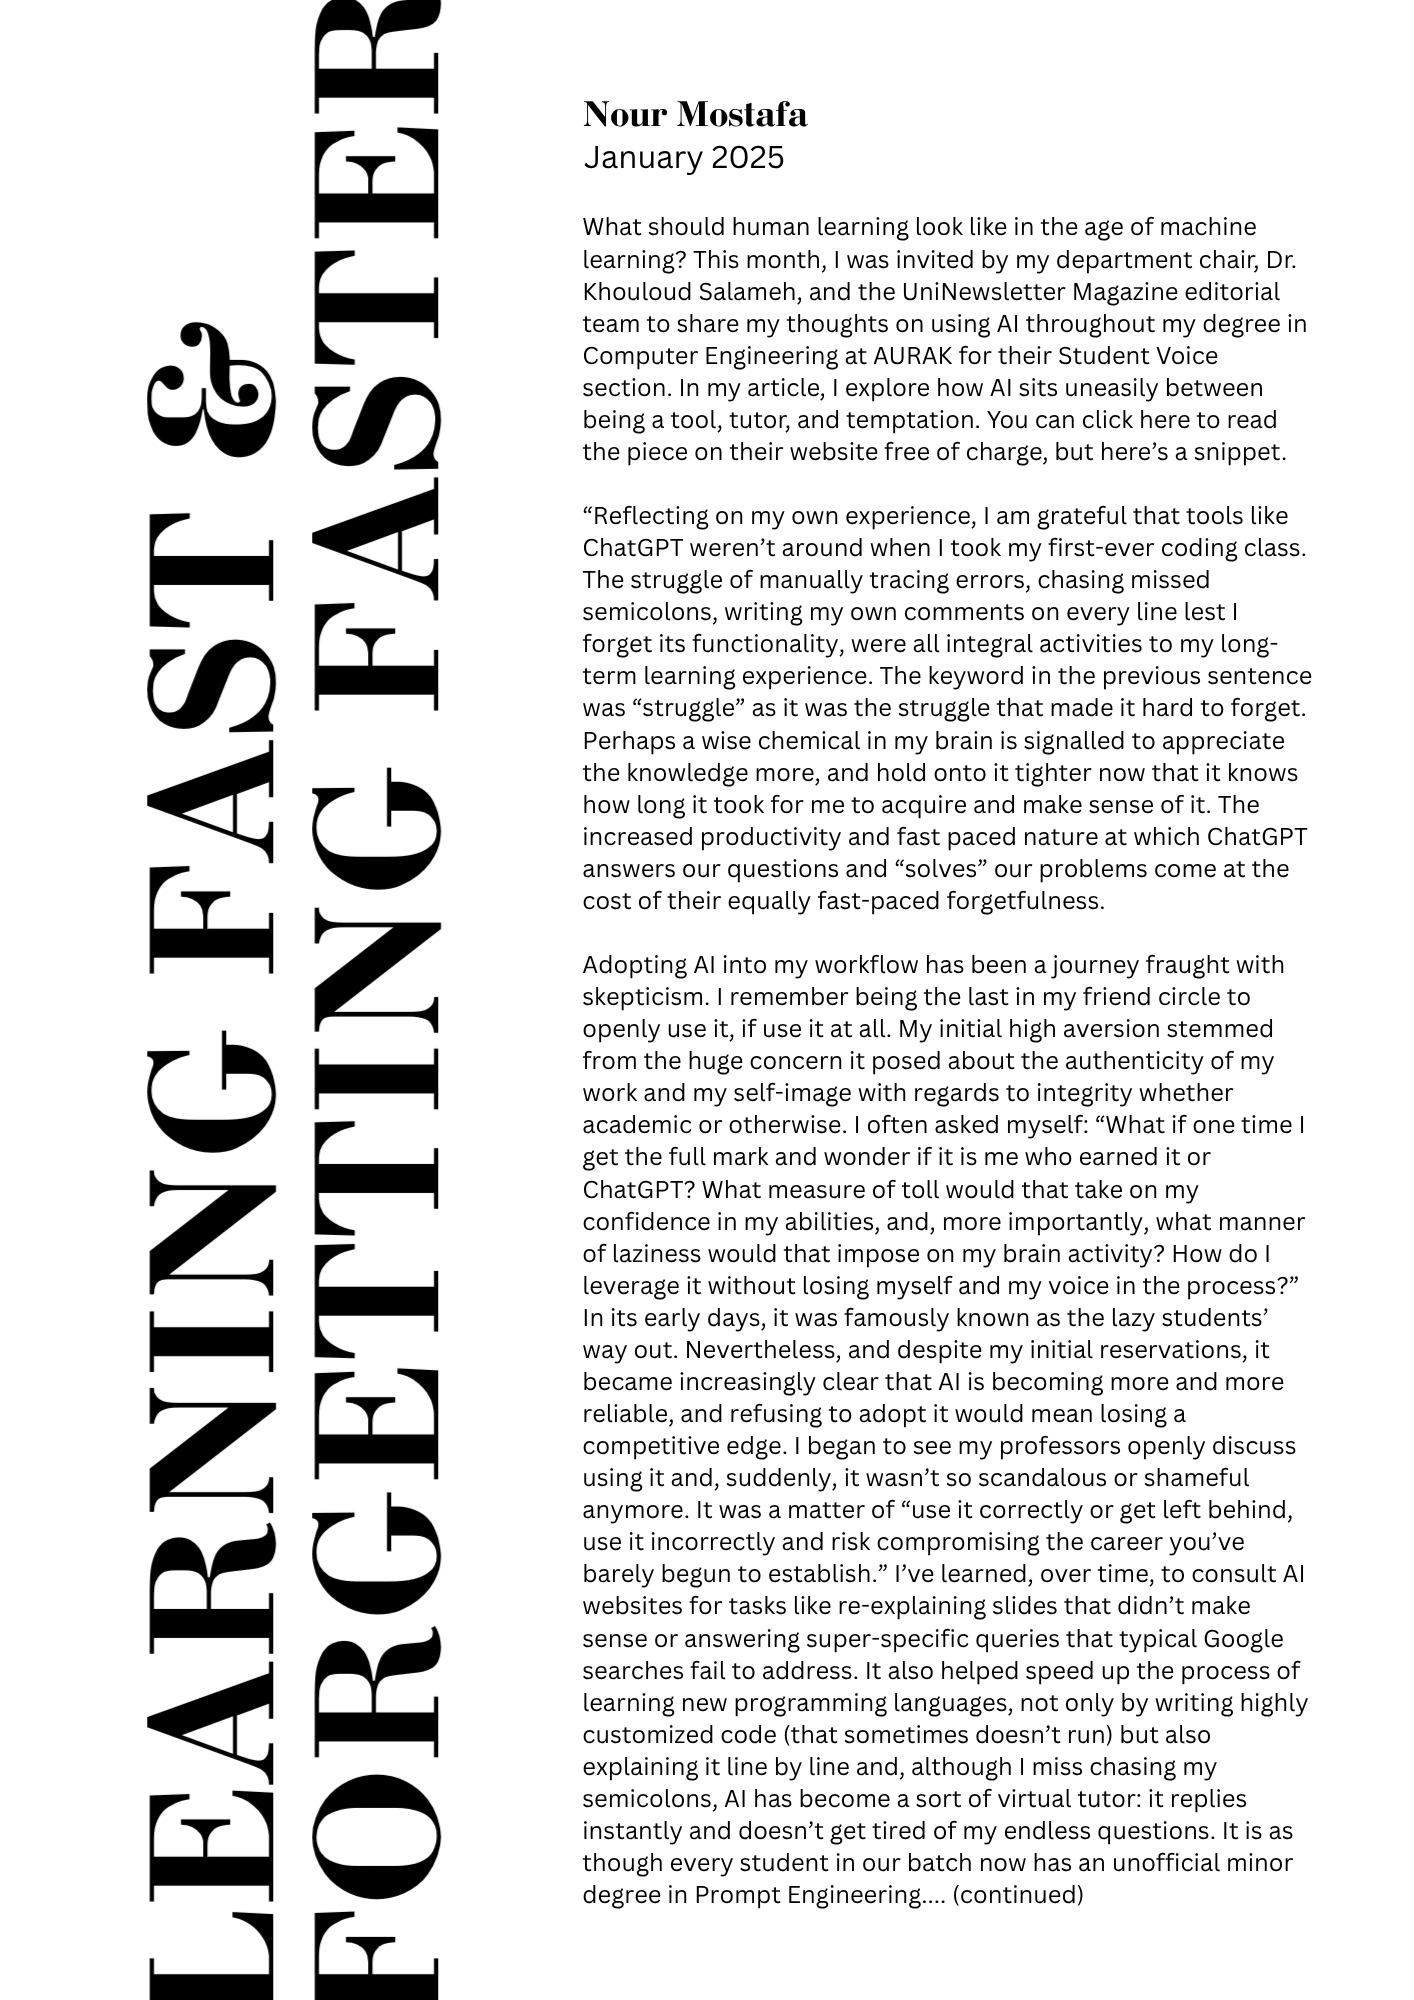 LEARNING FAST &
FORGETTING FASTER
Nour Mostafa
January 2025
What should human learning look like in the age of machine
learning? This month, I was invited by my department chair, Dr.
Khouloud Salameh, and the UniNewsletter Magazine editorial
team to share my thoughts on using AI throughout my degree in
Computer Engineering at AURAK for their Student Voice
section. In my article, I explore how AI sits uneasily between
being a tool, tutor, and temptation. You can click here to read
the piece on their website free of charge, but here’s a snippet.
“Reflecting on my own experience, I am grateful that tools like
ChatGPT weren’t around when I took my first-ever coding class.
The struggle of manually tracing errors, chasing missed
semicolons, writing my own comments on every line lest I
forget its functionality, were all integral activities to my long-
term learning experience. The keyword in the previous sentence
was “struggle” as it was the struggle that made it hard to forget.
Perhaps a wise chemical in my brain is signalled to appreciate
the knowledge more, and hold onto it tighter now that it knows
how long it took for me to acquire and make sense of it. The
increased productivity and fast paced nature at which ChatGPT
answers our questions and “solves” our problems come at the
cost of their equally fast-paced forgetfulness.
Adopting AI into my workflow has been a journey fraught with
skepticism. I remember being the last in my friend circle to
openly use it, if use it at all. My initial high aversion stemmed
from the huge concern it posed about the authenticity of my
work and my self-image with regards to integrity whether
academic or otherwise. I often asked myself: “What if one time I
get the full mark and wonder if it is me who earned it or
ChatGPT? What measure of toll would that take on my
confidence in my abilities, and, more importantly, what manner
of laziness would that impose on my brain activity? How do I
leverage it without losing myself and my voice in the process?”
In its early days, it was famously known as the lazy students’
way out. Nevertheless, and despite my initial reservations, it
became increasingly clear that AI is becoming more and more
reliable, and refusing to adopt it would mean losing a
competitive edge. I began to see my professors openly discuss
using it and, suddenly, it wasn’t so scandalous or shameful
anymore. It was a matter of “use it correctly or get left behind,
use it incorrectly and risk compromising the career you’ve
barely begun to establish.” I’ve learned, over time, to consult AI
websites for tasks like re-explaining slides that didn’t make
sense or answering super-specific queries that typical Google
searches fail to address. It also helped speed up the process of
learning new programming languages, not only by writing highly
customized code (that sometimes doesn’t run) but also
explaining it line by line and, although I miss chasing my
semicolons, AI has become a sort of virtual tutor: it replies
instantly and doesn’t get tired of my endless questions. It is as
though every student in our batch now has an unofficial minor
degree in Prompt Engineering.... (continued)